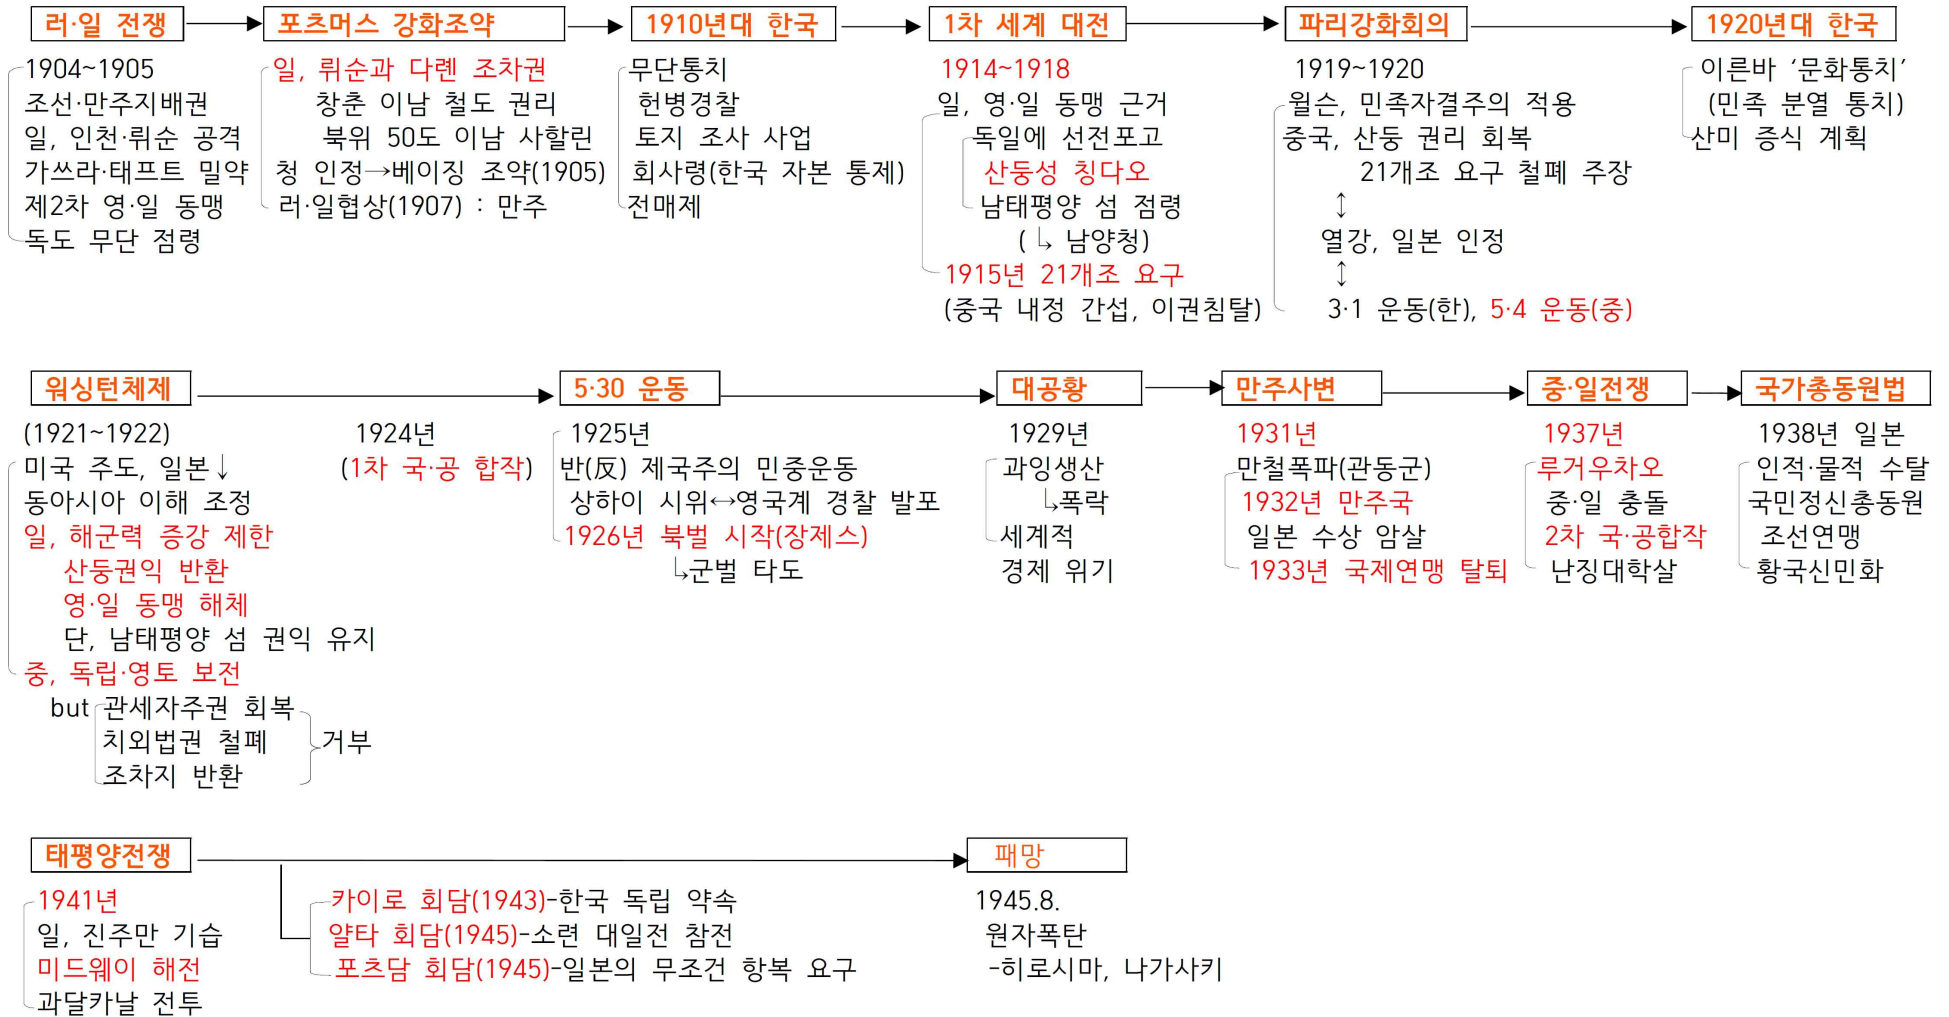 러·일 전쟁
1904~1905
조선·만주지배권
일, 인천·뤼순 공격
가쓰라·태프트 밀약
제2차 영·일 동맹
독도 무단 점령
포츠머스 강화조약
일, 뤼순과 다롄 조차권
창춘 이남 철도 권리
북위 50도 이남 사할린
청 인정→베이징 조약(1905)
러·일협상(1907) : 만주
1910년대 한국
무단통치
헌병경찰
토지 조사 사업
회사령(한국 자본 통제)
전매제
1차 세계 대전
1914~1918
일, 영·일 동맹 근거
독일에 선전포고
산둥성 칭다오
남태평양 섬 점령
(↳ 남양청)
1915년 21개조 요구
(중국 내정 간섭, 이권침탈)
파리강화회의
1919~1920
윌슨, 민족자결주의 적용
중국, 산둥 권리 회복
21개조 요구 철폐 주장
↕
열강, 일본 인정
↕
3·1 운동(한), 5·4 운동(중)
1920년대 한국
이른바 ‘문화통치’
(민족 분열 통치)
산미 증식 계획
워싱턴체제
(1921~1922)
미국 주도, 일본↓
동아시아 이해 조정
일, 해군력 증강 제한
산둥권익 반환
영·일 동맹 해체
단, 남태평양 섬 권익 유지
중, 독립·영토 보전
but 관세자주권 회복
치외법권 철폐 거부
조차지 반환
1924년
(1차 국·공 합작)
5·30 운동
1925년
반(反) 제국주의 민중운동
상하이 시위↔영국계 경찰 발포
1926년 북벌 시작(장제스)
↳군벌 타도
대공황
1929년
과잉생산
↳폭락
세계적
경제 위기
만주사변
1931년
만철폭파(관동군)
1932년 만주국
일본 수상 암살
1933년 국제연맹 탈퇴
중·일전쟁
1937년
루거우차오
중·일 충돌
2차 국·공합작
난징대학살
국가총동원법
1938년 일본
인적·물적 수탈
국민정신총동원
조선연맹
황국신민화
태평양전쟁
1941년
일, 진주만 기습
미드웨이 해전
과달카날 전투
카이로 회담(1943)-한국 독립 약속
얄타 회담(1945)-소련 대일전 참전
포츠담 회담(1945)-일본의 무조건 항복 요구
패망
1945.8.
원자폭탄
-히로시마, 나가사키